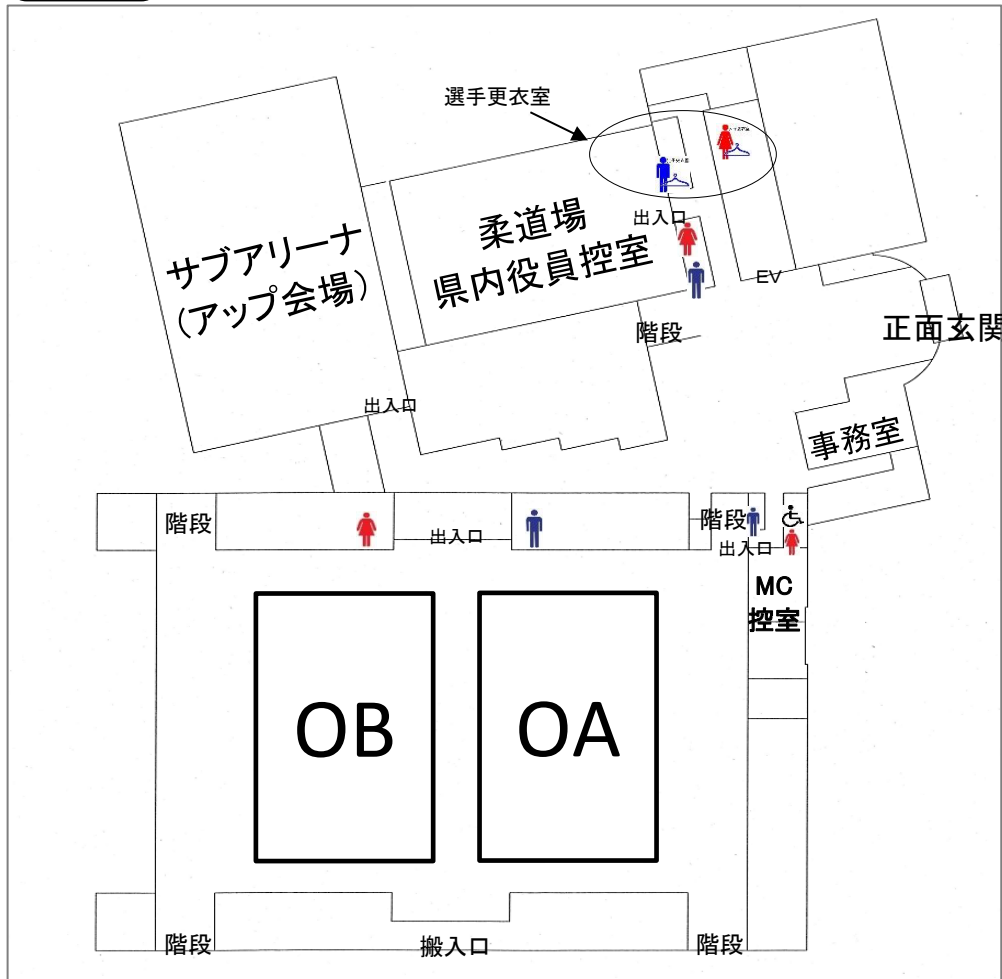 選手更衣室
出入口
柔道場
県内役員控室
サブアリーナ
(アップ会場)
EV
階段
正面玄関
出入口
事務室
階段
出入口
階段
出入口
MC
控室
OB
OA
階段
搬入口
階段